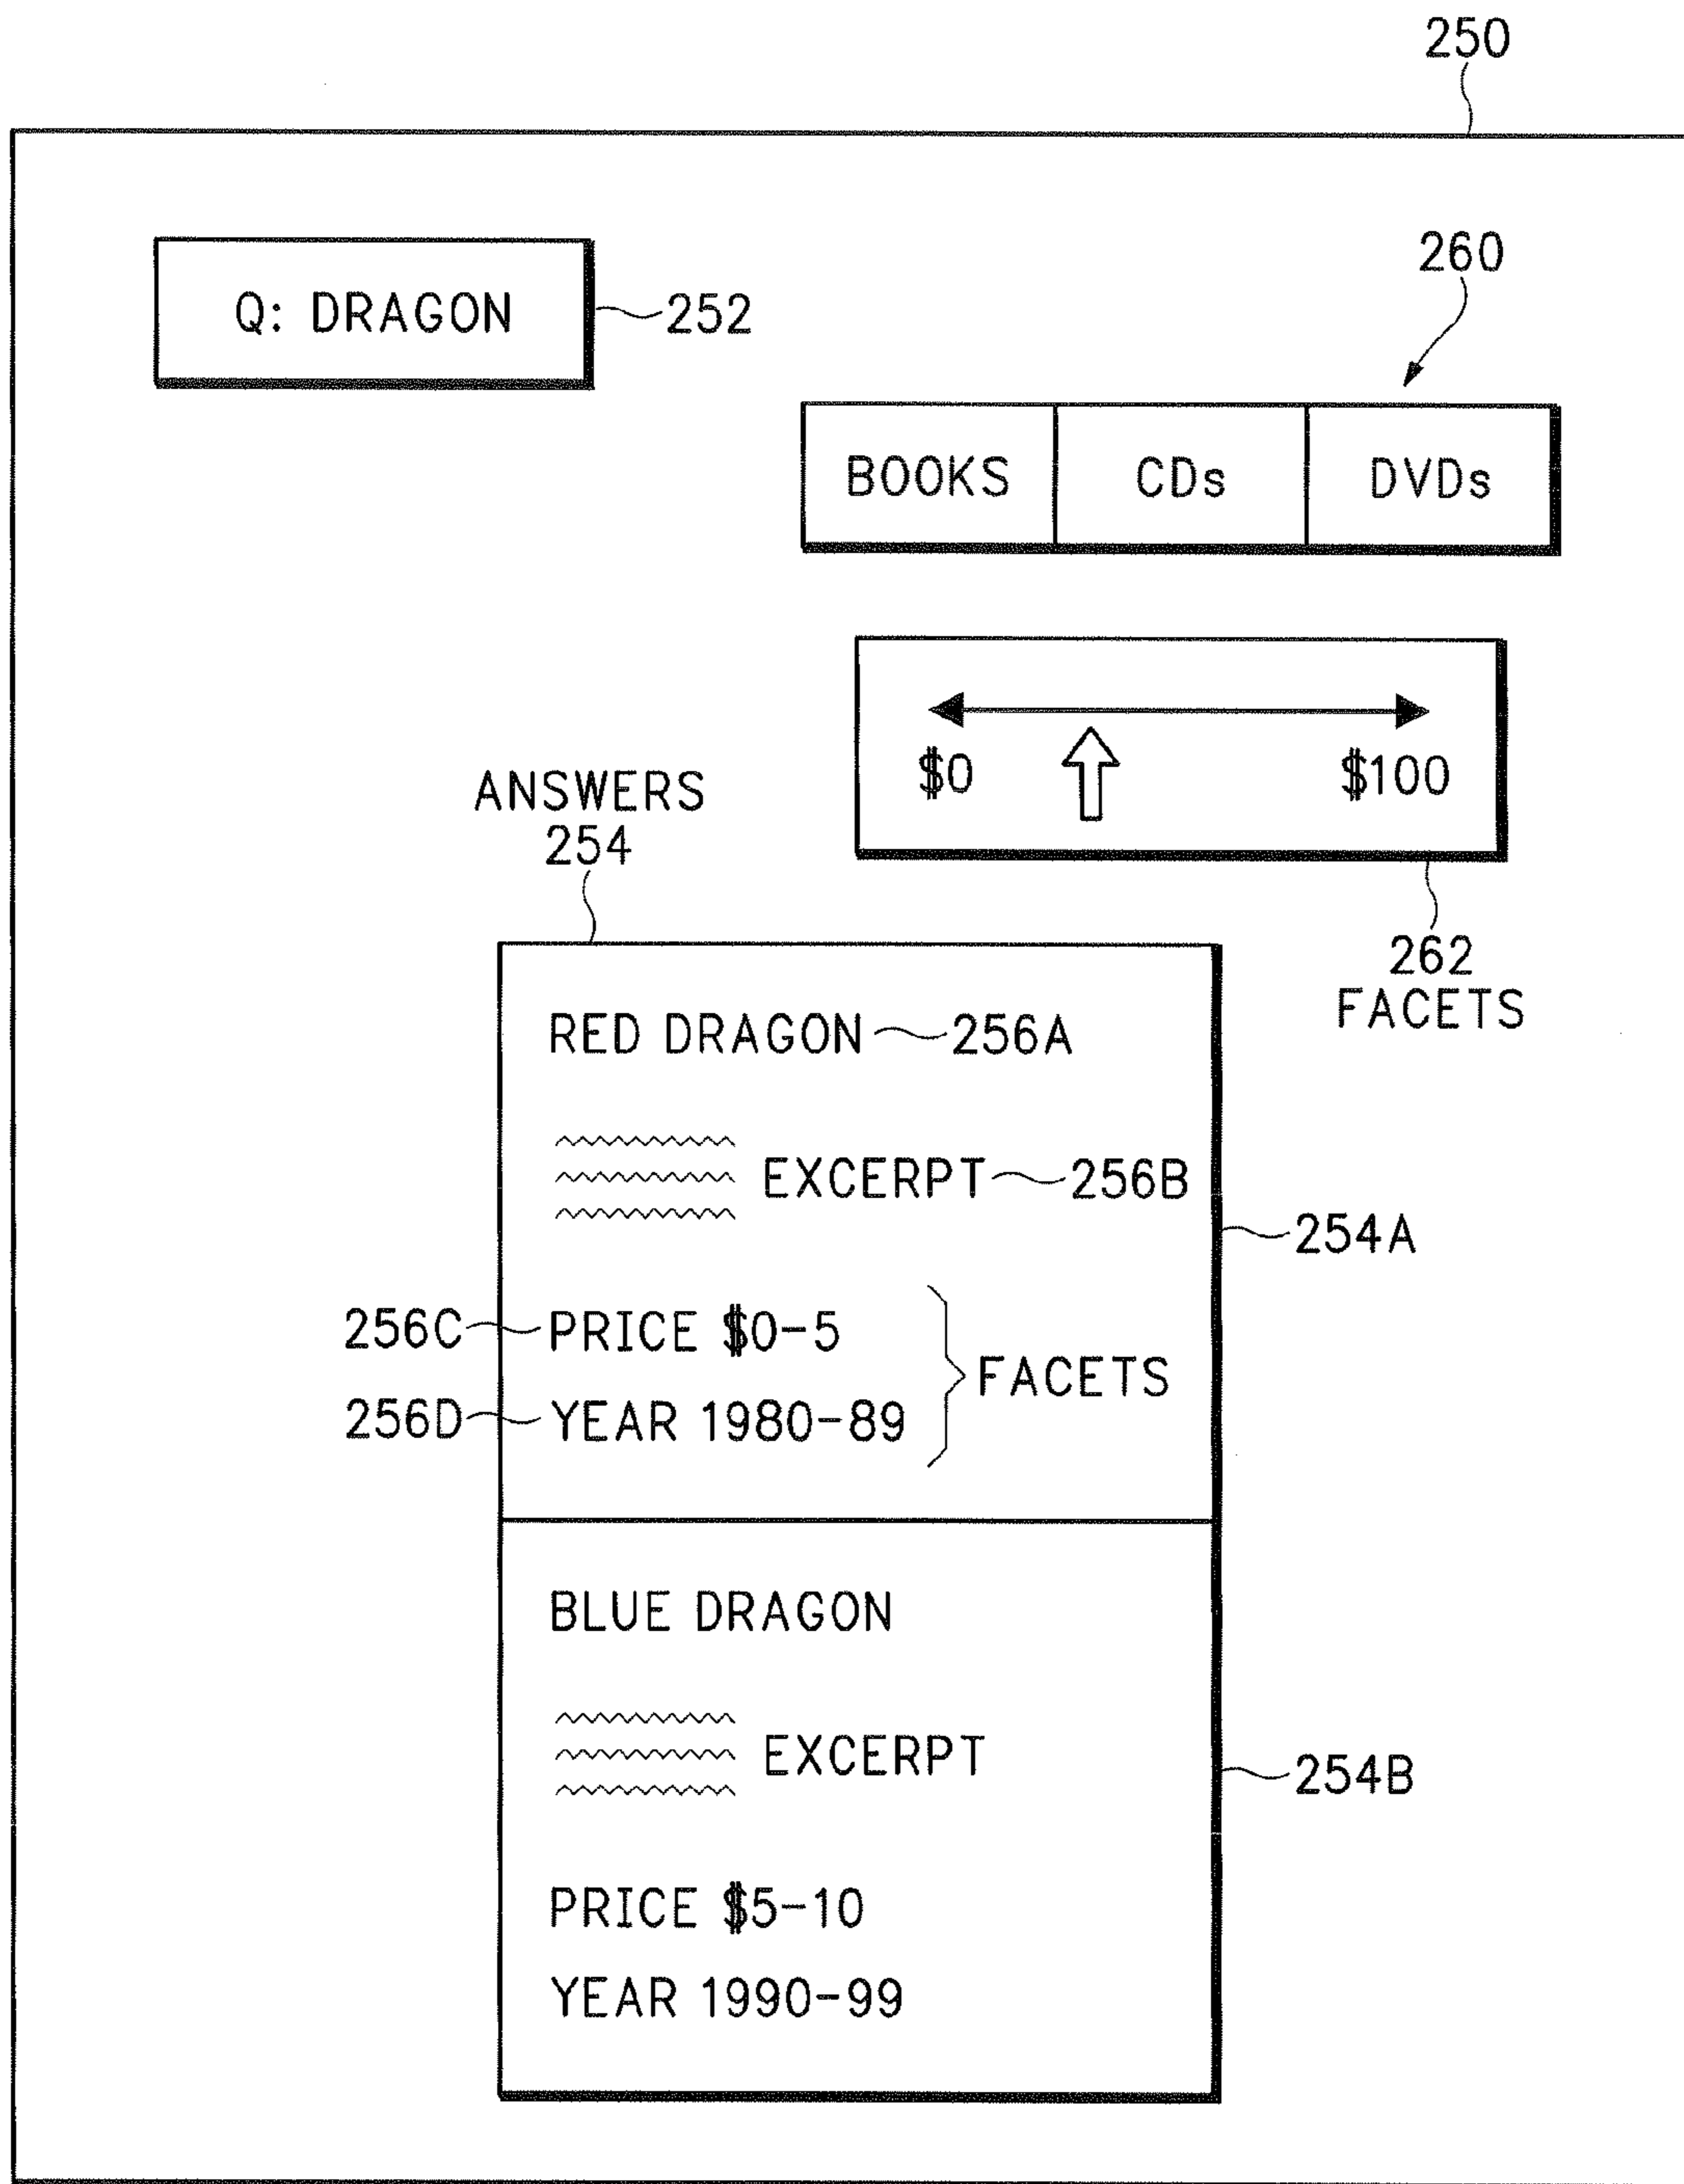 250
Q: DRAGON 252
260
BOOKS CDs DVDs
$0 $100
262
FACETS
ANSWERS
254
RED DRAGON 256A
EXCERPT 256B
254A
256C PRICE $0-5
256D YEAR 1980-89
FACETS
BLUE DRAGON
EXCERPT
254B
PRICE $5-10
YEAR 1990-99